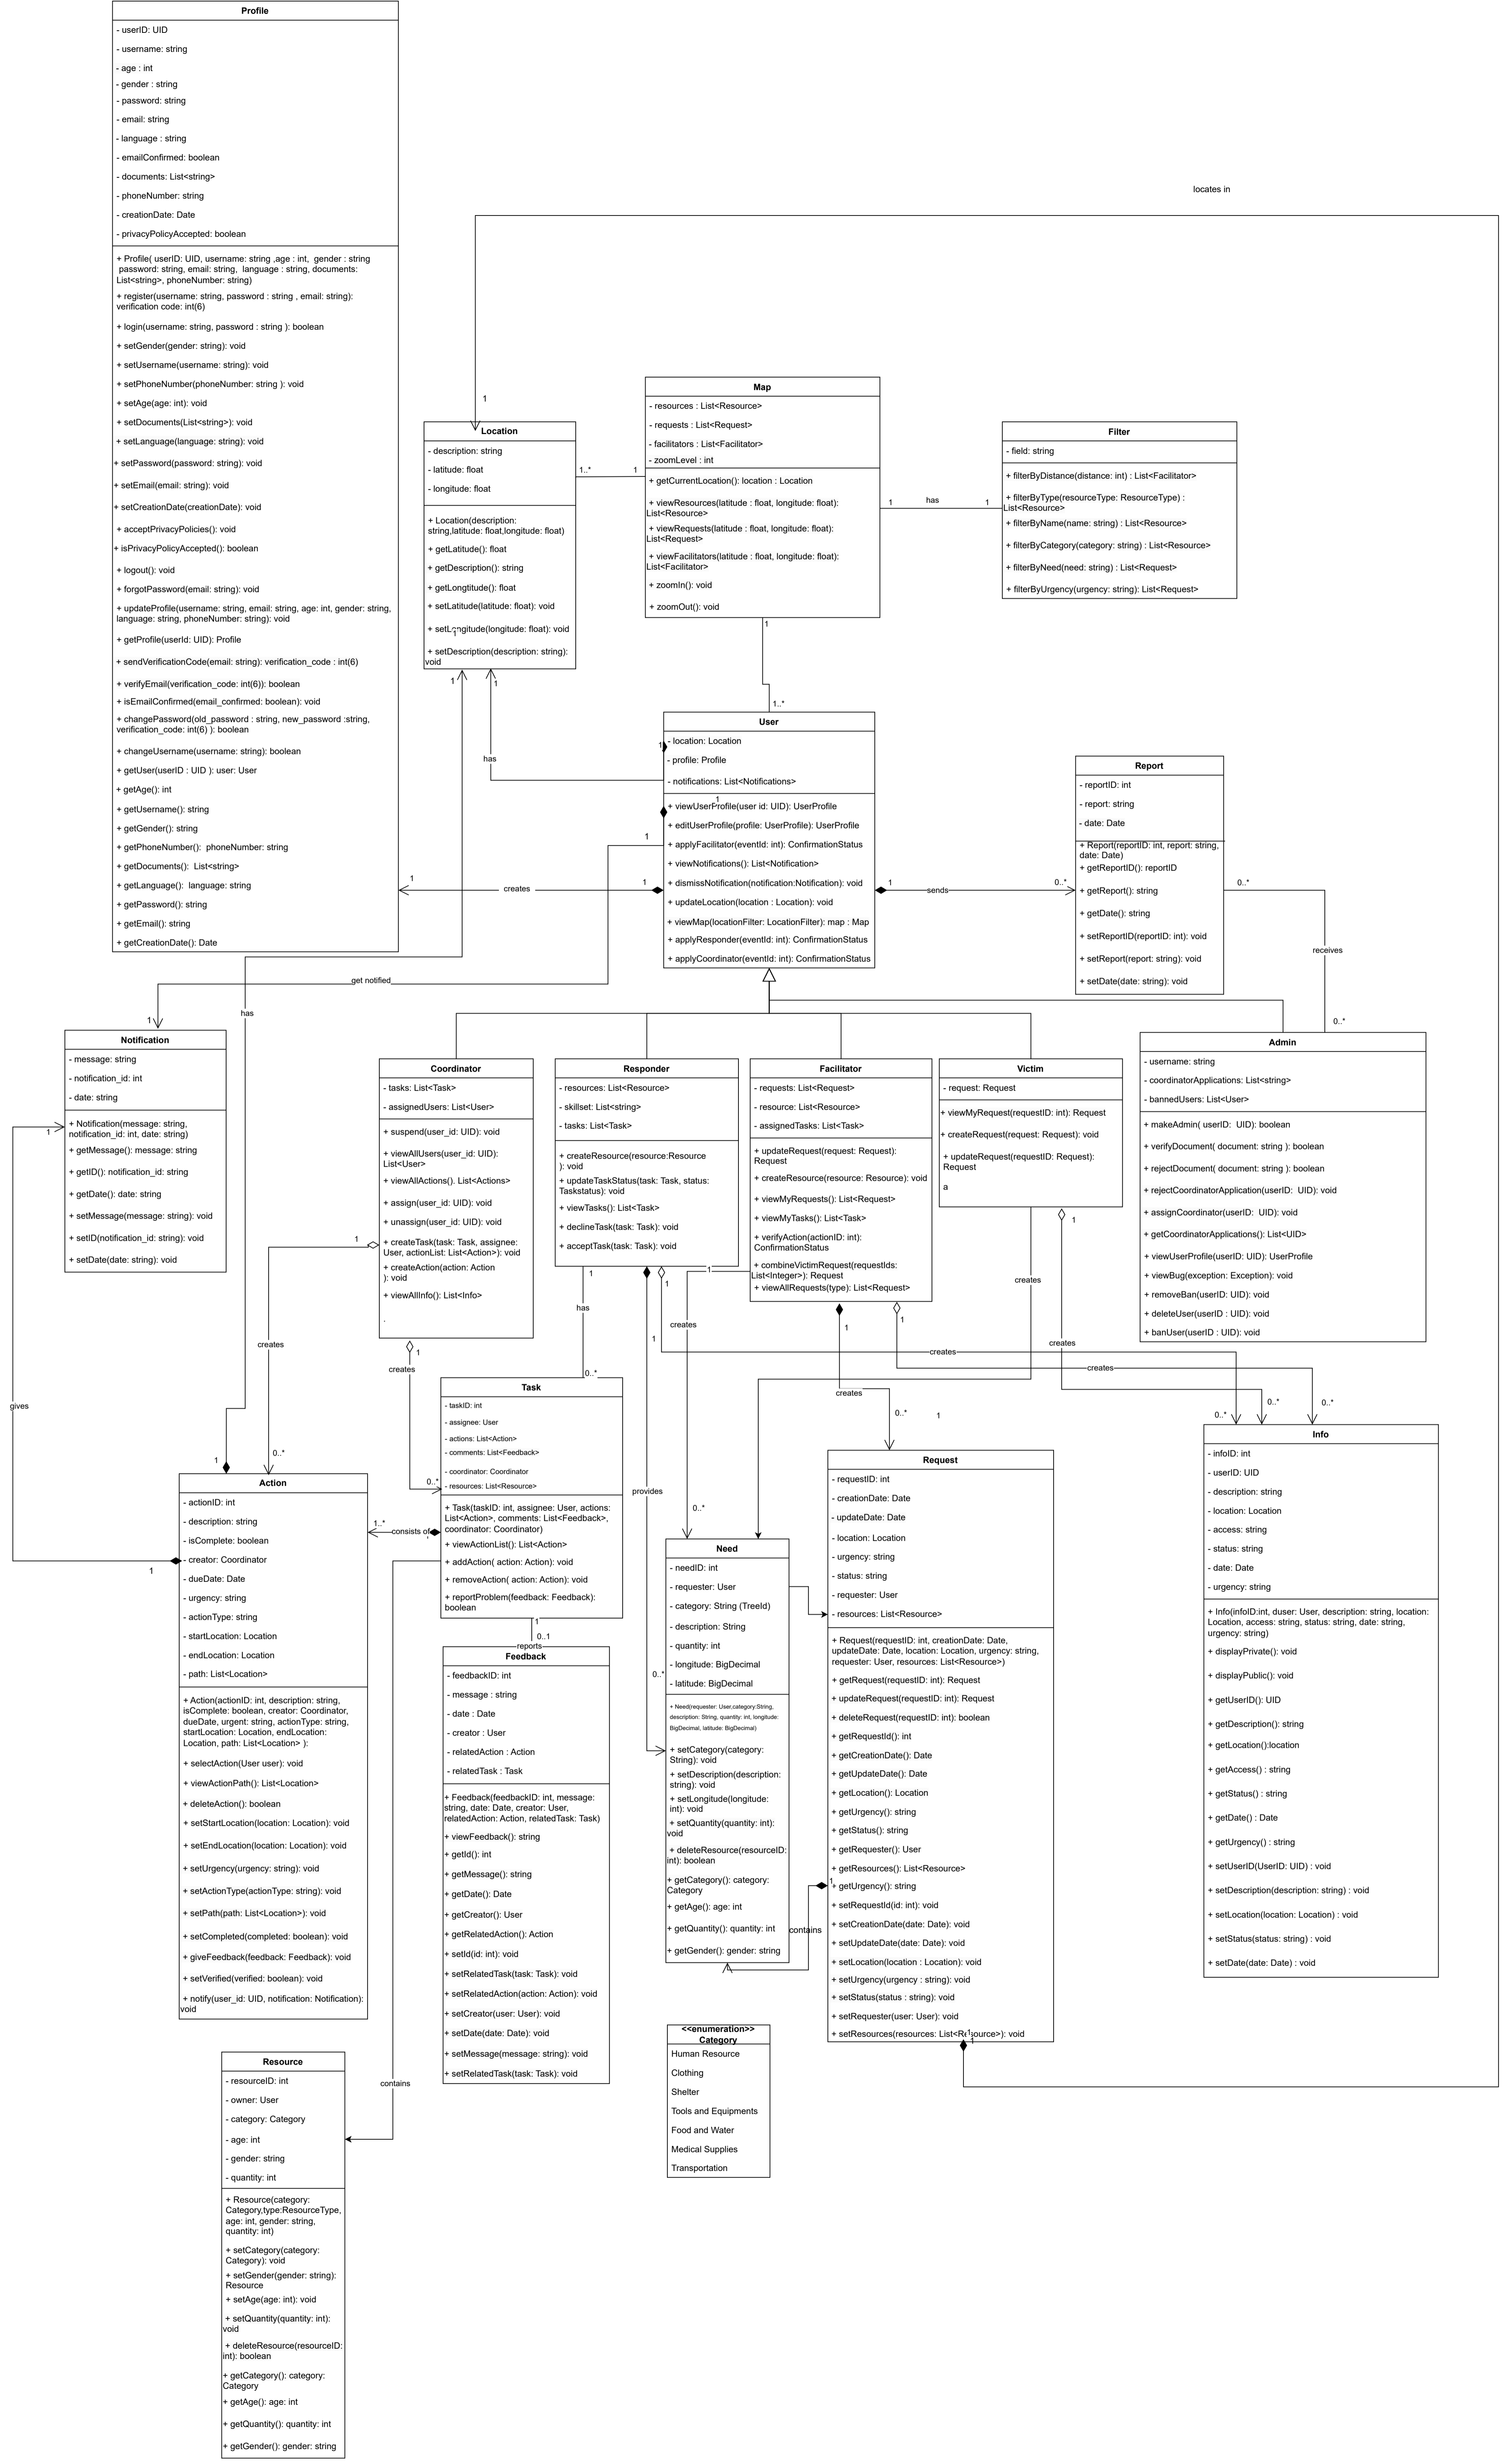 Profile
- userID: UID
- username: string
- age : int
- gender : string
- password: string
- email: string
- language : string
- emailConfirmed: boolean
- documents: List<string>
- phoneNumber: string
- creationDate: Date
- privacyPolicyAccepted: boolean
+ Profile( userID: UID, username: string ,age : int,  gender : string
password: string, email: string,  language : string, documents:
List<string>, phoneNumber: string)
+ register(username: string, password : string , email: string):
verification code: int(6)
+ login(username: string, password : string ): boolean
+ setGender(gender: string): void
+ setUsername(username: string): void
+ setPhoneNumber(phoneNumber: string ): void
+ setAge(age: int): void
+ setDocuments(List<string>): void
+ setLanguage(language: string): void
+ setPassword(password: string): void
+ setEmail(email: string): void
+ setCreationDate(creationDate): void
+ acceptPrivacyPolicies(): void
+ isPrivacyPolicyAccepted(): boolean
+ logout(): void
+ forgotPassword(email: string): void
+ updateProfile(username: string, email: string, age: int, gender: string,
language: string, phoneNumber: string): void
+ getProfile(userId: UID): Profile
+ sendVerificationCode(email: string): verification_code : int(6)
+ verifyEmail(verification_code: int(6)): boolean
+ isEmailConfirmed(email_confirmed: boolean): void
+ changePassword(old_password : string, new_password :string,
verification_code: int(6) ): boolean
+ changeUsername(username: string): boolean
+ getUser(userID : UID ): user: User
+ getAge(): int
+ getUsername(): string
+ getGender(): string
+ getPhoneNumber():  phoneNumber: string
+ getDocuments():  List<string>
+ getLanguage():  language: string
+ getPassword(): string
+ getEmail(): string
+ getCreationDate(): Date
locates in
1
Location
- description: string
- latitude: float
- longitude: float
+ Location(description:
string,latitude: float,longitude: float)
+ getLatitude(): float
+ getDescription(): string
+ getLongtitude(): float
+ setLatitude(latitude: float): void
+ setLongitude(longitude: float): void
1
+ setDescription(description: string):
void
1..*
1
Map
- resources : List<Resource>
- requests : List<Request>
- facilitators : List<Facilitator>
- zoomLevel : int
+ getCurrentLocation(): location : Location
+ viewResources(latitude : float, longitude: float):
List<Resource>
+ viewRequests(latitude : float, longitude: float):
List<Request>
+ viewFacilitators(latitude : float, longitude: float):
List<Facilitator>
+ zoomIn(): void
+ zoomOut(): void
1
has
1
Filter
- field: string
+ filterByDistance(distance: int) : List<Facilitator>
+ filterByType(resourceType: ResourceType) :
List<Resource>
+ filterByName(name: string) : List<Resource>
+ filterByCategory(category: string) : List<Resource>
+ filterByNeed(need: string) : List<Request>
+ filterByUrgency(urgency: string): List<Request>
1
1..*
1
1
has
User
- location: Location
1
- profile: Profile
- notifications: List<Notifications>
1
+ viewUserProfile(user id: UID): UserProfile
+ editUserProfile(profile: UserProfile): UserProfile
+ applyFacilitator(eventId: int): ConfirmationStatus
+ viewNotifications(): List<Notification>
+ dismissNotification(notification:Notification): void
+ updateLocation(location : Location): void
+ viewMap(locationFilter: LocationFilter): map : Map
+ applyResponder(eventId: int): ConfirmationStatus
+ applyCoordinator(eventId: int): ConfirmationStatus
1
1
creates
1
1
sends
0..*
Report
- reportID: int
- report: string
- date: Date
+ Report(reportID: int, report: string,
date: Date)
+ getReportID(): reportID
+ getReport(): string
+ getDate(): string
+ setReportID(reportID: int): void
+ setReport(report: string): void
+ setDate(date: string): void
0..*
receives
0..*
get notified
1
has
Notification
- message: string
- notification_id: int
- date: string
+ Notification(message: string,
notification_id: int, date: string)
+ getMessage(): message: string
+ getID(): notification_id: string
+ getDate(): date: string
+ setMessage(message: string): void
+ setID(notification_id: string): void
+ setDate(date: string): void
1
Coordinator
- tasks: List<Task>
- assignedUsers: List<User>
+ suspend(user_id: UID): void
+ viewAllUsers(user_id: UID):
List<User>
+ viewAllActions(). List<Actions>
+ assign(user_id: UID): void
+ unassign(user_id: UID): void
+ createTask(task: Task, assignee:
User, actionList: List<Action>): void
+ createAction(action: Action
): void
+ viewAllInfo(): List<Info>
.
1
creates
1
creates
Responder
- resources: List<Resource>
- skillset: List<string>
- tasks: List<Task>
+ createResource(resource:Resource
): void
+ updateTaskStatus(task: Task, status:
Taskstatus): void
+ viewTasks(): List<Task>
+ declineTask(task: Task): void
+ acceptTask(task: Task): void
1
has
0..*
1
1
Facilitator
- requests: List<Request>
- resource: List<Resource>
- assignedTasks: List<Task>
+ updateRequest(request: Request):
Request
+ createResource(resource: Resource): void
+ viewMyRequests(): List<Request>
+ viewMyTasks(): List<Task>
+ verifyAction(actionID: int):
ConfirmationStatus
+ combineVictimRequest(requestIds:
List<Integer>): Request
+ viewAllRequests(type): List<Request>
1
creates
1
1
creates
creates
creates
Victim
- request: Request
+ viewMyRequest(requestID: int): Request
+ createRequest(request: Request): void
+ updateRequest(requestID: Request):
Request
a
1
creates
creates
Admin
- username: string
- coordinatorApplications: List<string>
- bannedUsers: List<User>
+ makeAdmin( userID:  UID): boolean
+ verifyDocument( document: string ): boolean
+ rejectDocument( document: string ): boolean
+ rejectCoordinatorApplication(userID:  UID): void
+ assignCoordinator(userID:  UID): void
+ getCoordinatorApplications(): List<UID>
+ viewUserProfile(userID: UID): UserProfile
+ viewBug(exception: Exception): void
+ removeBan(userID: UID): void
+ deleteUser(userID : UID): void
+ banUser(userID : UID): void
gives
1
1
0..*
Action
- actionID: int
- description: string
- isComplete: boolean
- creator: Coordinator
- dueDate: Date
- urgency: string
- actionType: string
- startLocation: Location
- endLocation: Location
- path: List<Location>
+ Action(actionID: int, description: string,
isComplete: boolean, creator: Coordinator,
dueDate, urgent: string, actionType: string,
startLocation: Location, endLocation:
Location, path: List<Location> ):
+ selectAction(User user): void
+ viewActionPath(): List<Location>
+ deleteAction(): boolean
+ setStartLocation(location: Location): void
+ setEndLocation(location: Location): void
+ setUrgency(urgency: string): void
+ setActionType(actionType: string): void
+ setPath(path: List<Location>): void
+ setCompleted(completed: boolean): void
+ giveFeedback(feedback: Feedback): void
+ setVerified(verified: boolean): void
+ notify(user_id: UID, notification: Notification):
void
1..*
consists of
0..*
Task
- taskID: int
- assignee: User
- actions: List<Action>
- comments: List<Feedback>
- coordinator: Coordinator
- resources: List<Resource>
+ Task(taskID: int, assignee: User, actions:
List<Action>, comments: List<Feedback>,
coordinator: Coordinator)
+ viewActionList(): List<Action>
+ addAction( action: Action): void
+ removeAction( action: Action): void
+ reportProblem(feedback: Feedback):
boolean
1
0..1
reports
Feedback
- feedbackID: int
- message : string
- date : Date
- creator : User
- relatedAction : Action
- relatedTask : Task
+ Feedback(feedbackID: int, message:
string, date: Date, creator: User,
relatedAction: Action, relatedTask: Task)
+ viewFeedback(): string
+ getId(): int
+ getMessage(): string
+ getDate(): Date
+ getCreator(): User
+ getRelatedAction(): Action
+ setId(id: int): void
+ setRelatedTask(task: Task): void
+ setRelatedAction(action: Action): void
+ setCreator(user: User): void
+ setDate(date: Date): void
+ setMessage(message: string): void
+ setRelatedTask(task: Task): void
provides
0..*
0..*
Need
- needID: int
- requester: User
- category: String (TreeId)
- description: String
- quantity: int
- longitude: BigDecimal
- latitude: BigDecimal
+ Need(requester: User,category:String,
description: String, quantity: int, longitude:
BigDecimal, latitude: BigDecimal)
+ setCategory(category:
String): void
+ setDescription(description:
string): void
+ setLongitude(longitude:
int): void
+ setQuantity(quantity: int):
void
+ deleteResource(resourceID:
int): boolean
+ getCategory(): category:
Category
+ getAge(): age: int
+ getQuantity(): quantity: int
+ getGender(): gender: string
contains
0..*
1
Request
- requestID: int
- creationDate: Date
- updateDate: Date
- location: Location
- urgency: string
- status: string
- requester: User
- resources: List<Resource>
+ Request(requestID: int, creationDate: Date,
updateDate: Date, location: Location, urgency: string,
requester: User, resources: List<Resource>)
+ getRequest(requestID: int): Request
+ updateRequest(requestID: int): Request
+ deleteRequest(requestID: int): boolean
+ getRequestId(): int
+ getCreationDate(): Date
+ getUpdateDate(): Date
+ getLocation(): Location
+ getUrgency(): string
+ getStatus(): string
+ getRequester(): User
+ getResources(): List<Resource>
1
+ getUrgency(): string
+ setRequestId(id: int): void
+ setCreationDate(date: Date): void
+ setUpdateDate(date: Date): void
+ setLocation(location : Location): void
+ setUrgency(urgency : string): void
+ setStatus(status : string): void
+ setRequester(user: User): void
+ setResources(resources: List<Resource>): void
1
1
0..*
0..*
0..*
Info
- infoID: int
- userID: UID
- description: string
- location: Location
- access: string
- status: string
- date: Date
- urgency: string
+ Info(infoID:int, duser: User, description: string, location:
Location, access: string, status: string, date: string,
urgency: string)
+ displayPrivate(): void
+ displayPublic(): void
+ getUserID(): UID
+ getDescription(): string
+ getLocation():location
+ getAccess() : string
+ getStatus() : string
+ getDate() : Date
+ getUrgency() : string
+ setUserID(UserID: UID) : void
+ setDescription(description: string) : void
+ setLocation(location: Location) : void
+ setStatus(status: string) : void
+ setDate(date: Date) : void
<<enumeration>>
Category
Human Resource
Clothing
Shelter
Tools and Equipments
Food and Water
Medical Supplies
Transportation
contains
Resource
- resourceID: int
- owner: User
- category: Category
- age: int
- gender: string
- quantity: int
+ Resource(category:
Category,type:ResourceType,
age: int, gender: string,
quantity: int)
+ setCategory(category:
Category): void
+ setGender(gender: string):
Resource
+ setAge(age: int): void
+ setQuantity(quantity: int):
void
+ deleteResource(resourceID:
int): boolean
+ getCategory(): category:
Category
+ getAge(): age: int
+ getQuantity(): quantity: int
+ getGender(): gender: string